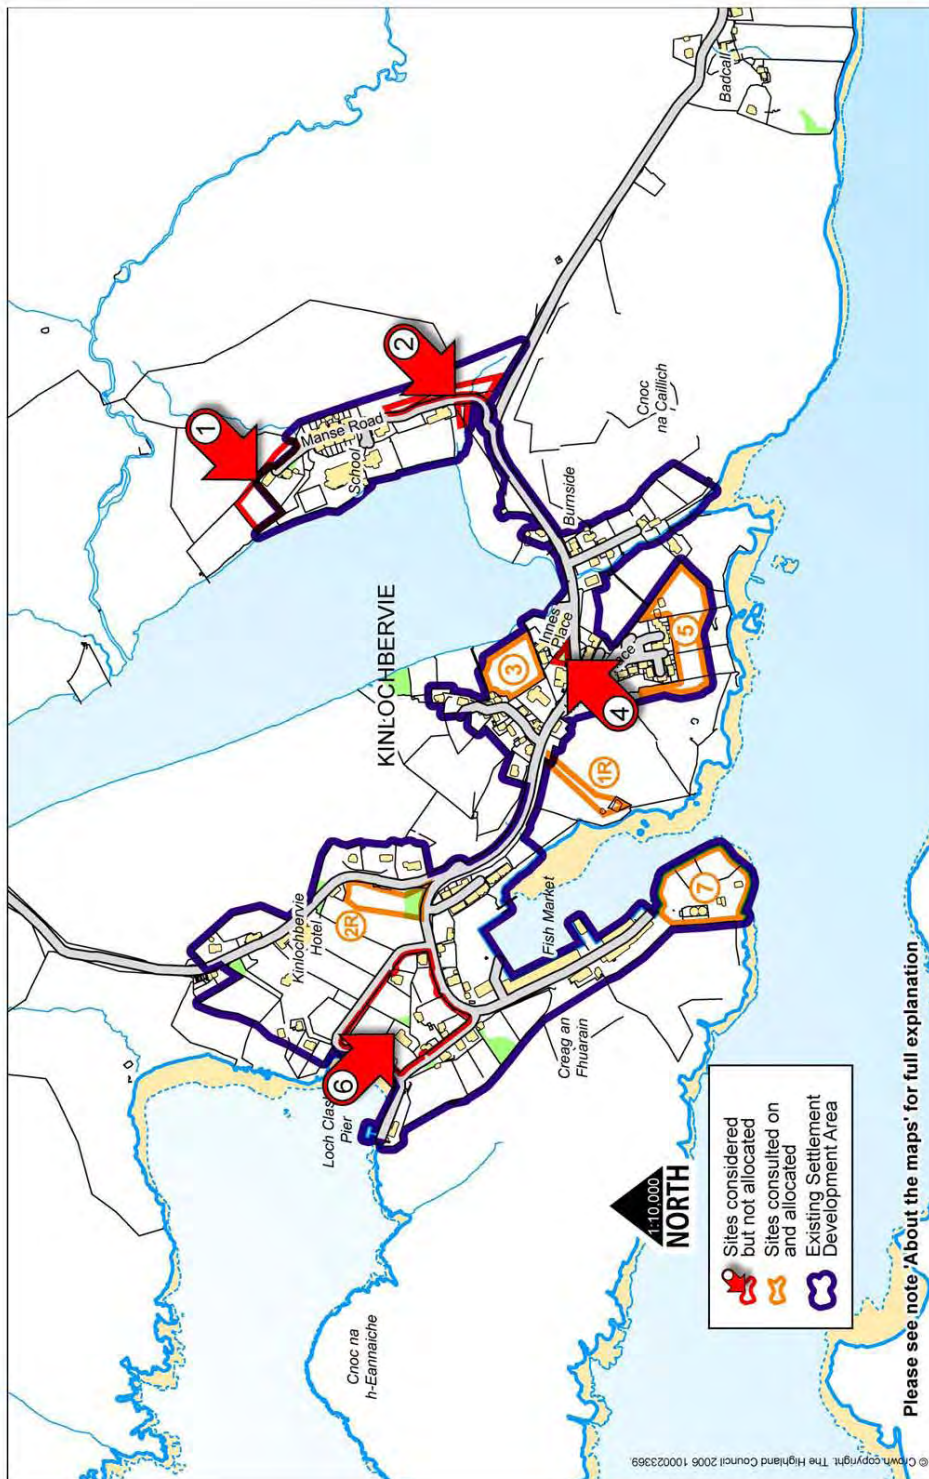 Badcall
1
2
Manse Road
School
Cnoc
na Caillich
Burnside
KINLOCHBERVIE
Innes
Place
3
5
4
1R
7
Fish Market
2R
Kinlochbervie
Hotel
6
Creag an
Fhuarain
Pier
Cnoc na
h-Eannaiche
1:10,000
NORTH
Sites considered
but not allocated
Sites consulted on
and allocated
Existing Settlement
Development Area
Please see note 'About the maps' for full explanation
© Crown copyright. The Highland Council 2006 100023369.